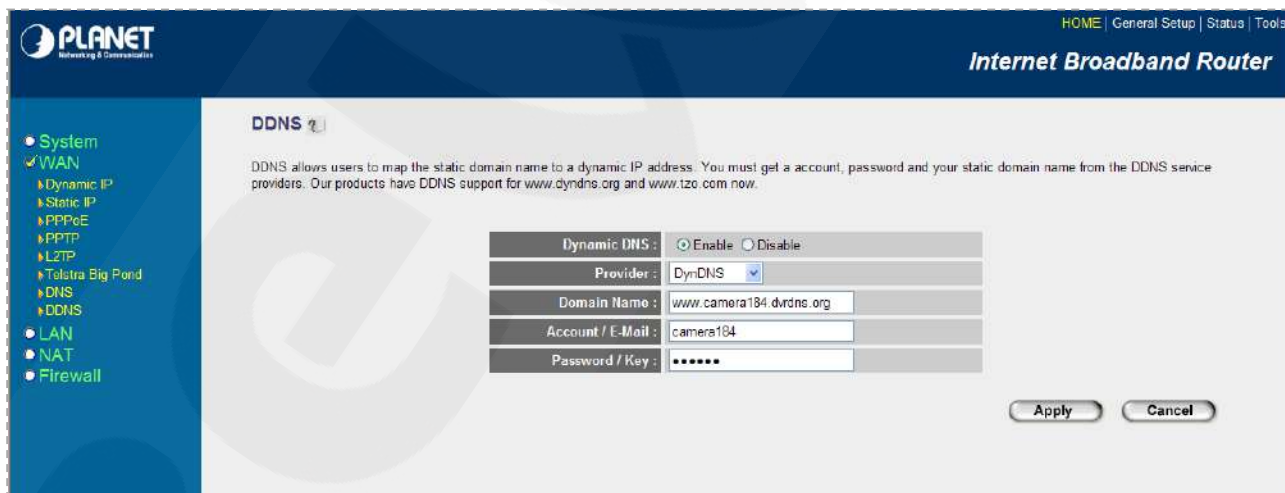 PLANET
Networking & Communication
HOME | General Setup | Status | Tools
Internet Broadband Router
System
WAN
Dynamic IP
Static IP
PPPoE
PPTP
L2TP
Telstra Big Pond
DNS
DDNS
LAN
NAT
Firewall
DDNS
DDNS allows users to map the static domain name to a dynamic IP address. You must get a account, password and your static domain name from the DDNS service
providers. Our products have DDNS support for www.dyndns.org and www.tzo.com now.
Dynamic DNS : Enable Disable
Provider : DynDNS
Domain Name : www.camera184.dvrdns.org
Account / E-Mail : camera184
Password / Key : ••••••
Apply Cancel